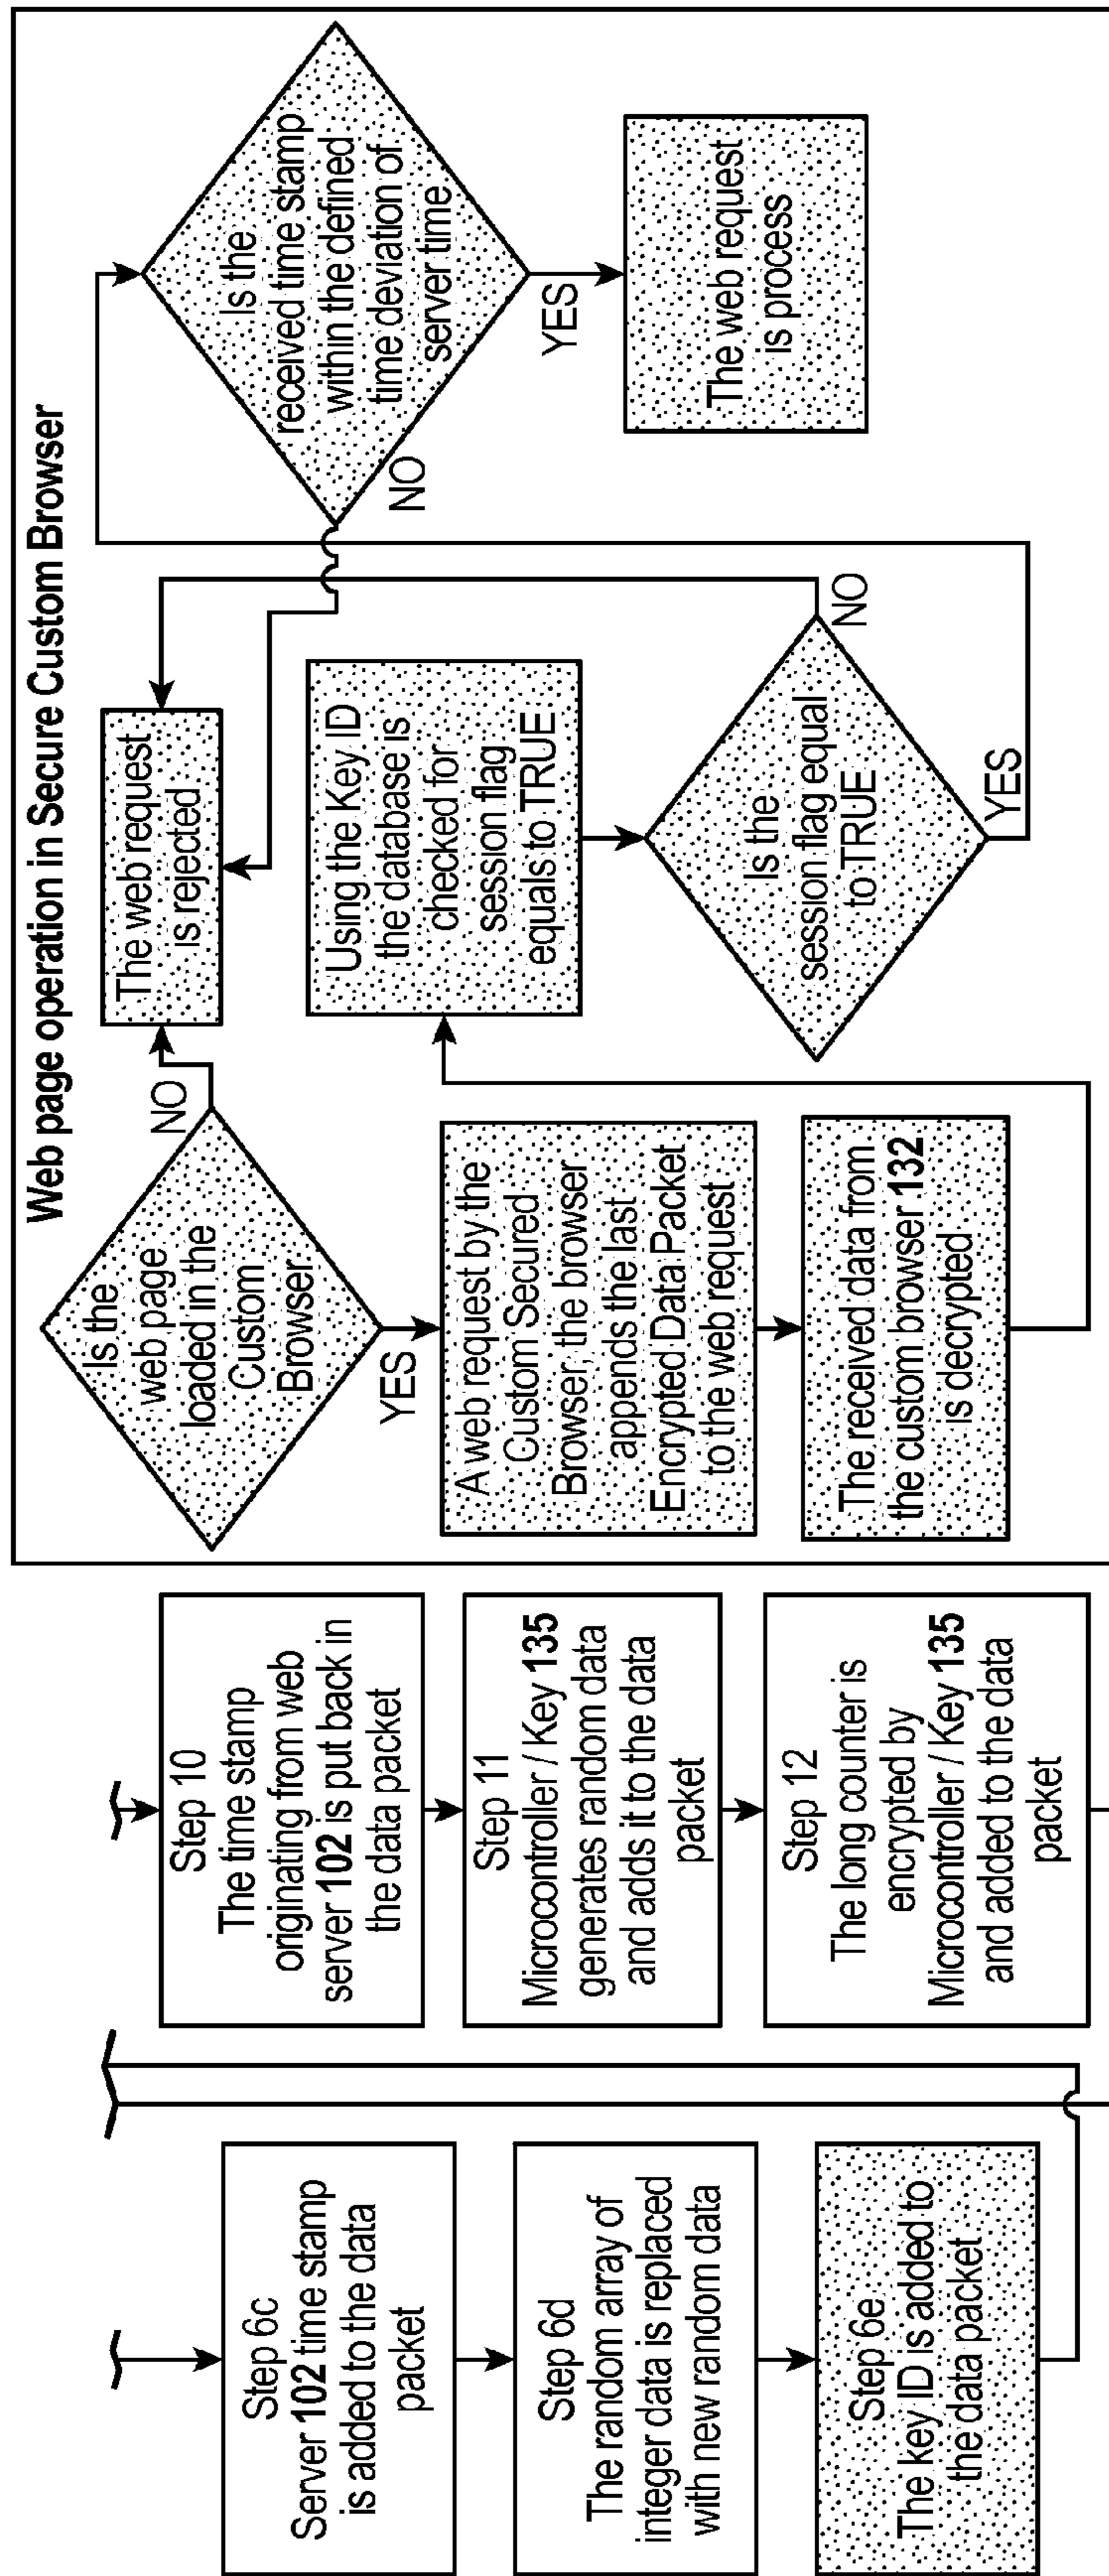 Step 6c
Server 102 time stamp
is added to the data
packet
Step 6d
The random array of
integer data is replaced
with new random data
Step 6e
The key ID is added to
the data packet
Step 10
The time stamp
originating from web
server 102 is put back in
the data packet
Step 11
Microcontroller / Key 135
generates random data
and adds it to the data
packet
Step 12
The long counter is
encrypted by
Microcontroller / Key 135
and added to the data
packet
Web page operation in Secure Custom Browser
Is the
web page
loaded in the
Custom
Browser.
NO
YES
A web request by the
Custom Secured
Browser, the browser
appends the last
Encrypted Data Packet
to the web request
The received data from
the custom browser 132
is decrypted
The web request
is rejected
Using the Key ID
the database is
checked for
session flag
equals to TRUE
Is the
session flag equal
to TRUE
NO
YES
Is the
received time stamp
within the defined
time deviation of
server time
NO
YES
The web request
is process